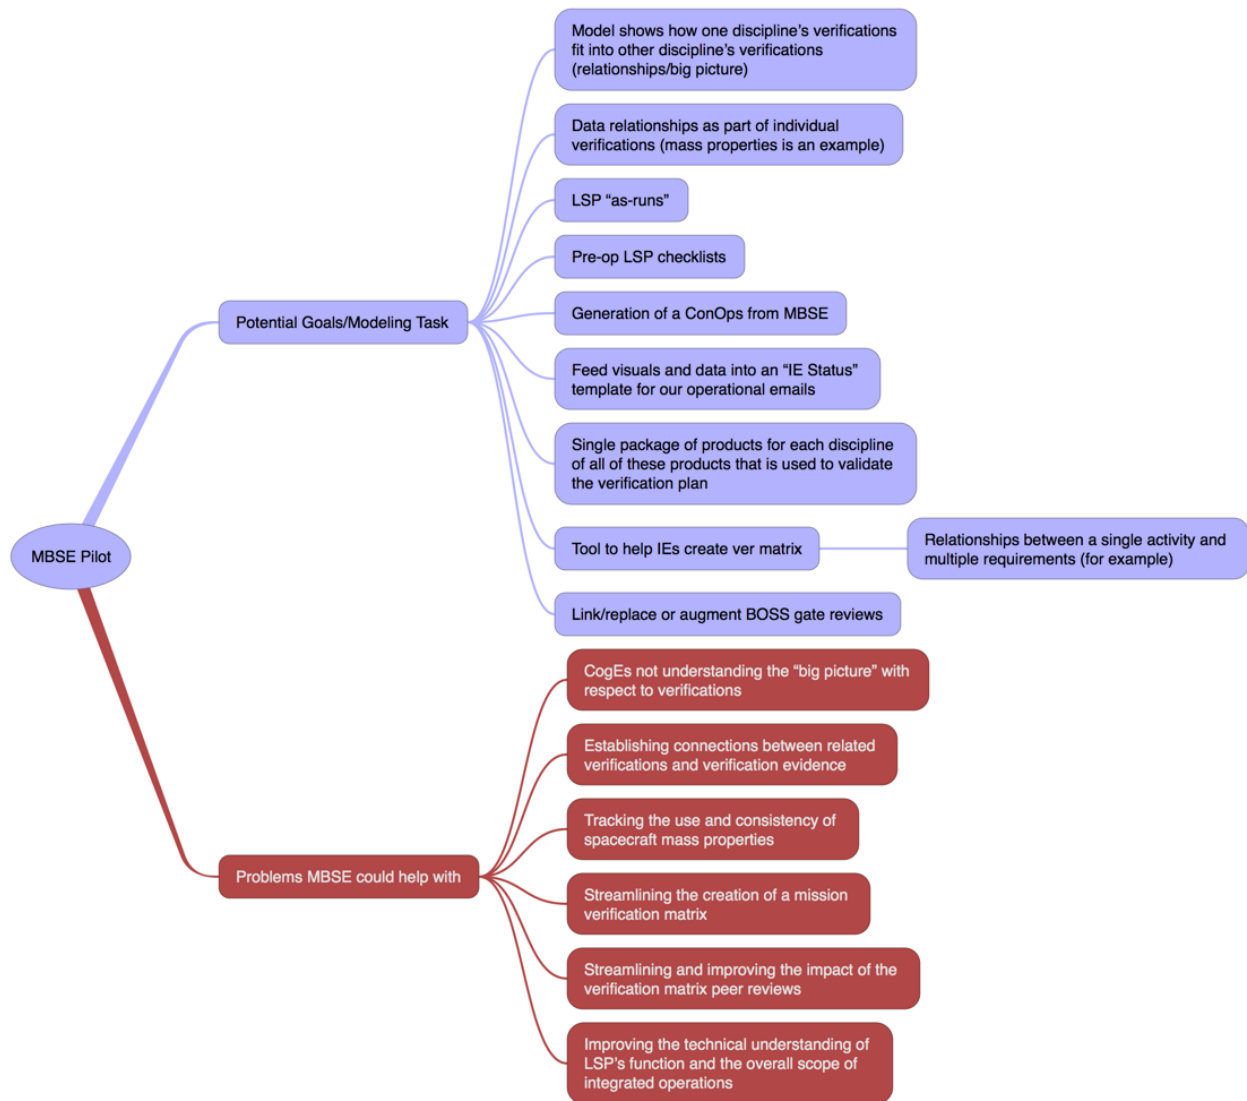 MBSE Pilot
Potential Goals/Modeling Task
Model shows how one discipline’s verifications
fit into other discipline’s verifications
(relationships/big picture)
Data relationships as part of individual
verifications (mass properties is an example)
LSP “as-runs”
Pre-op LSP checklists
Generation of a ConOps from MBSE
Feed visuals and data into an “IE Status”
template for our operational emails
Single package of products for each discipline
of all of these products that is used to validate
the verification plan
Tool to help IEs create ver matrix
Relationships between a single activity and
multiple requirements (for example)
Link/replace or augment BOSS gate reviews
Problems MBSE could help with
CogEs not understanding the “big picture” with
respect to verifications
Establishing connections between related
verifications and verification evidence
Tracking the use and consistency of
spacecraft mass properties
Streamlining the creation of a mission
verification matrix
Streamlining and improving the impact of the
verification matrix peer reviews
Improving the technical understanding of
LSP’s function and the overall scope of
integrated operations